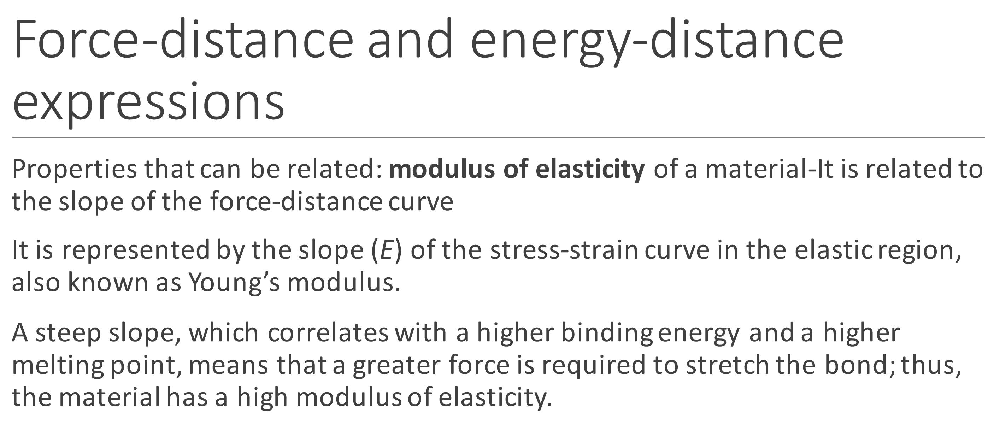 Force-distance and energy-distance
expressions
Properties that can be related: modulus of elasticity of a material-It is related to
the slope of the force-distance curve
It is represented by the slope (E) of the stress-strain curve in the elastic region,
also known as Young’s modulus.
A steep slope, which correlates with a higher binding energy and a higher
melting point, means that a greater force is required to stretch the bond; thus,
the material has a high modulus of elasticity.